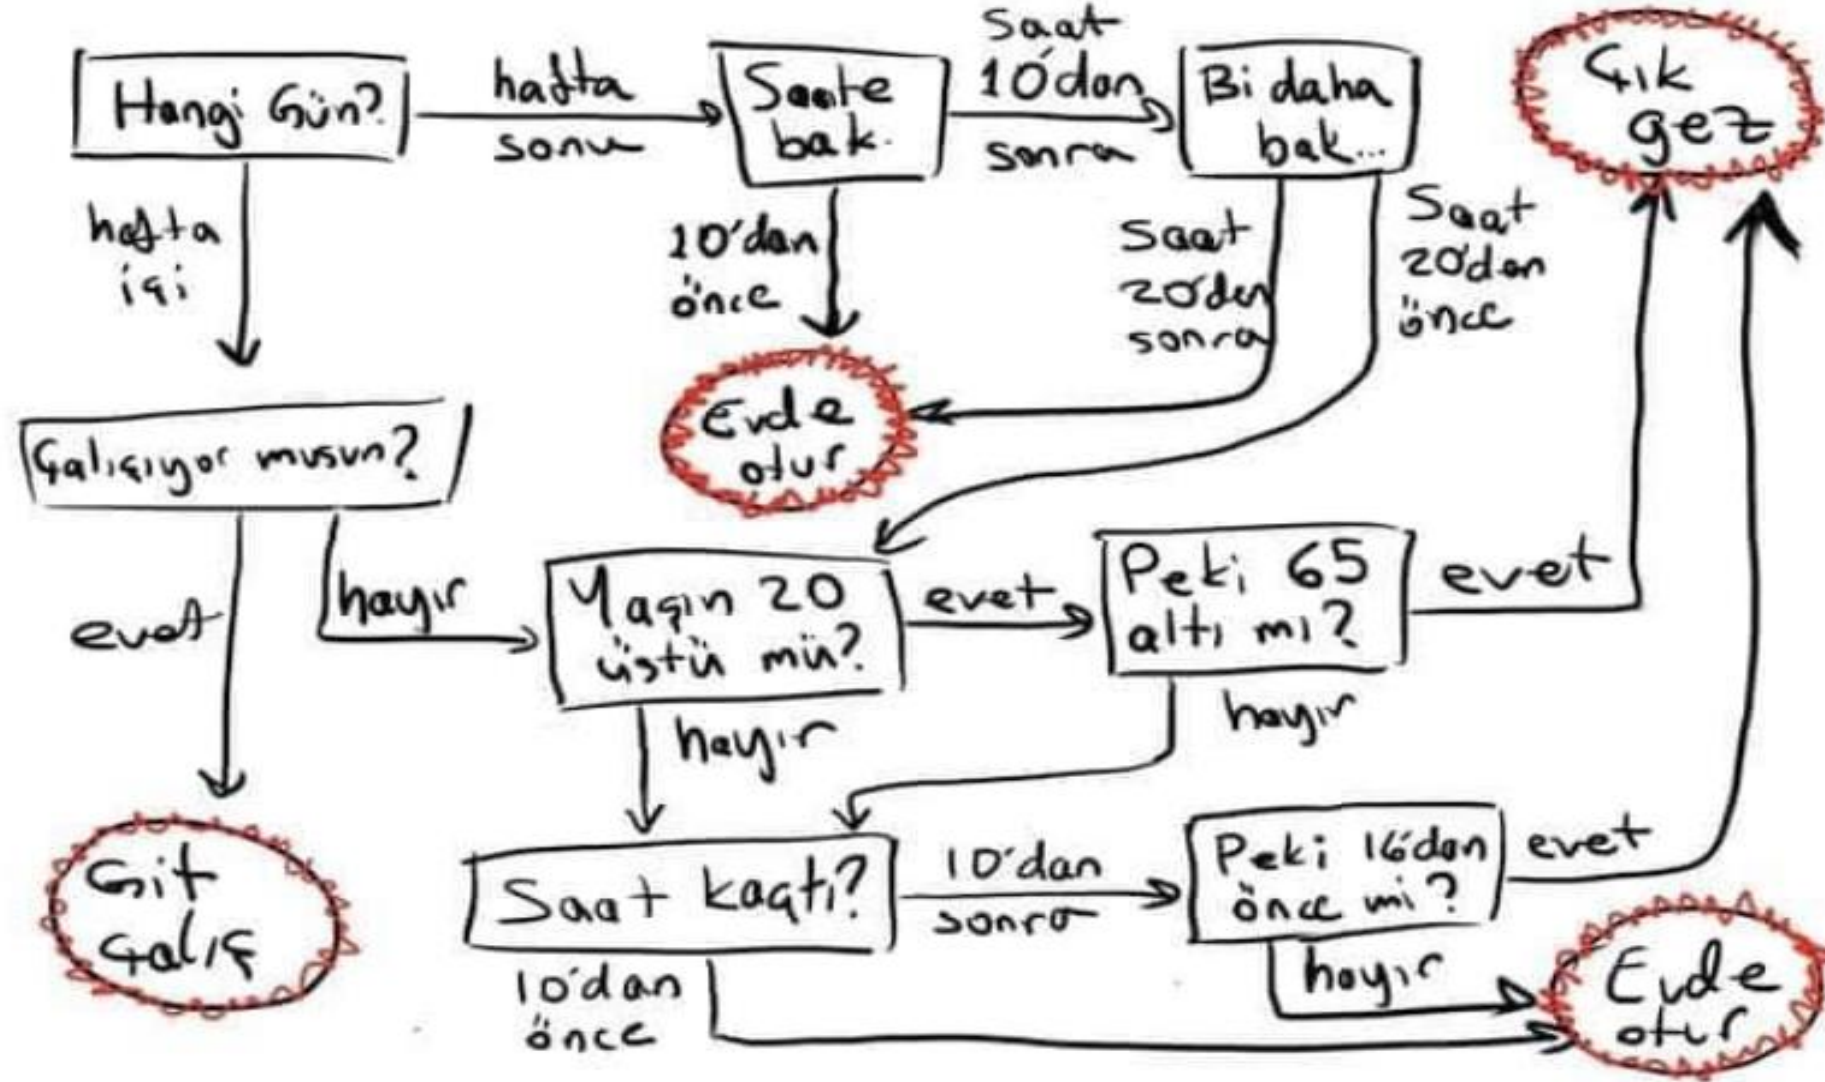 Hangi Gün?
hafta
sonu
Saate
bak.
Saat
10'dan
sonra
Bi daha
bak...
Çık
gez
hafta
içi
10'dan
önce
Saat
20'den
sonra
Saat
20'den
önce
Çalışıyor musun?
Evde
otur
evet
hayır
Yaşın 20
üstü mü?
evet
Peki 65
altı mı?
evet
hayır
hayır
Git
çalış
Saat kaçtı?
10'dan
sonra
Peki 16'dan
önce mi?
evet
10'dan
önce
hayır
Evde
otur